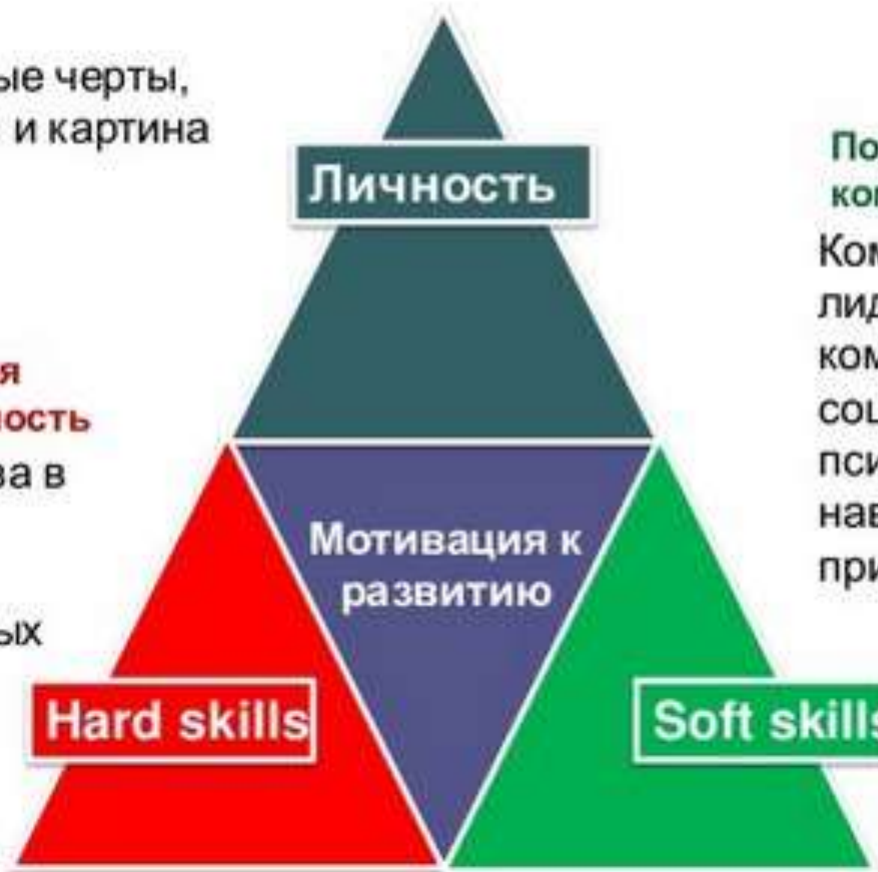 ые черты,
и картина
Личность
я
ность
ва в
ых
Hard skills
Мотивация к
развитию
По
ко
Ком
лид
ком
соц
пси
нав
при
Soft skills